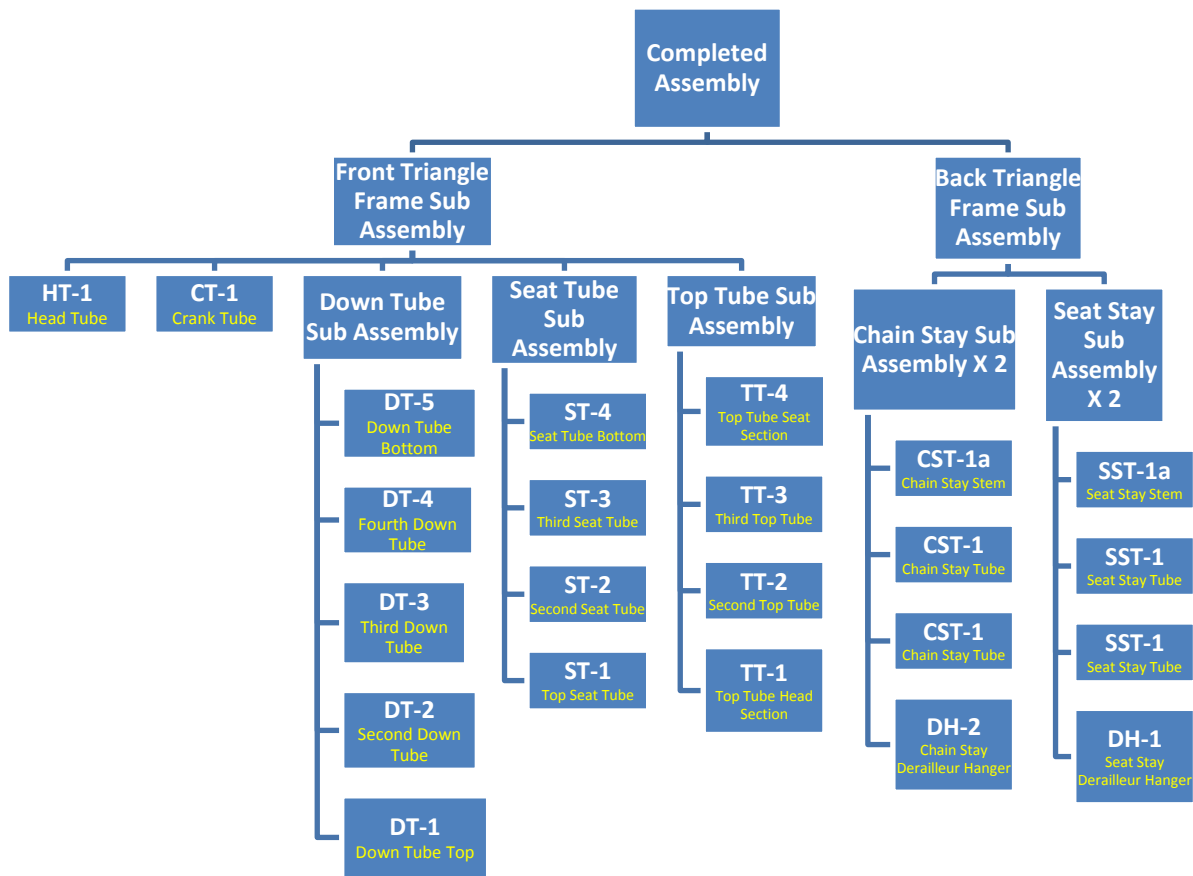 Completed
Assembly
Front Triangle
Frame Sub
Assembly
Back Triangle
Frame Sub
Assembly
HT-1
Head Tube
CT-1
Crank Tube
Down Tube
Sub Assembly
Seat Tube
Sub
Assembly
Top Tube Sub
Assembly
Chain Stay Sub
Assembly X 2
Seat Stay
Sub
Assembly
X 2
DT-5
Down Tube
Bottom
DT-4
Fourth Down
Tube
DT-3
Third Down
Tube
DT-2
Second Down
Tube
DT-1
Down Tube Top
ST-4
Seat Tube Bottom
ST-3
Third Seat Tube
ST-2
Second Seat Tube
ST-1
Top Seat Tube
TT-4
Top Tube Seat
Section
TT-3
Third Top Tube
TT-2
Second Top Tube
TT-1
Top Tube Head
Section
CST-1a
Chain Stay Stem
CST-1
Chain Stay Tube
CST-1
Chain Stay Tube
DH-2
Chain Stay
Derailleur Hanger
SST-1a
Seat Stay Stem
SST-1
Seat Stay Tube
SST-1
Seat Stay Tube
DH-1
Seat Stay
Derailleur Hanger